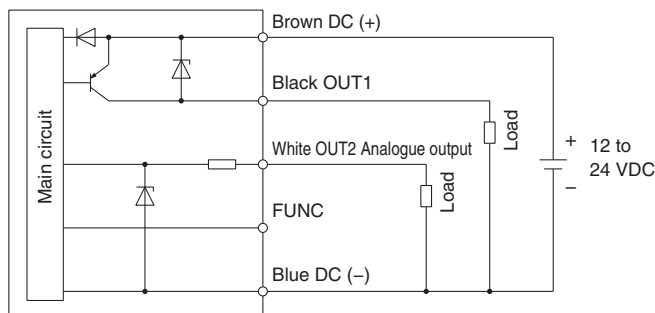 Brown DC (+)
Black OUT1
Main circuit
White OUT2 Analogue output
Load
Load
FUNC
Blue DC (−)
+
12 to
24 VDC
−